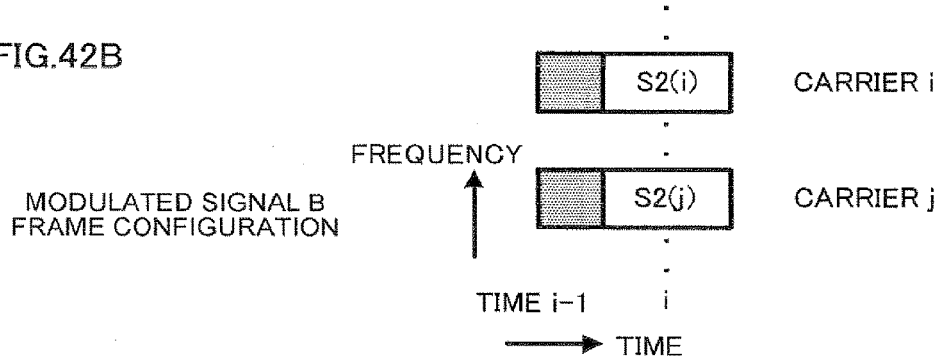 FIG.42B
S2(i)
CARRIER i
FREQUENCY
MODULATED SIGNAL B
FRAME CONFIGURATION
S2(j)
CARRIER j
TIME i-1
i
TIME